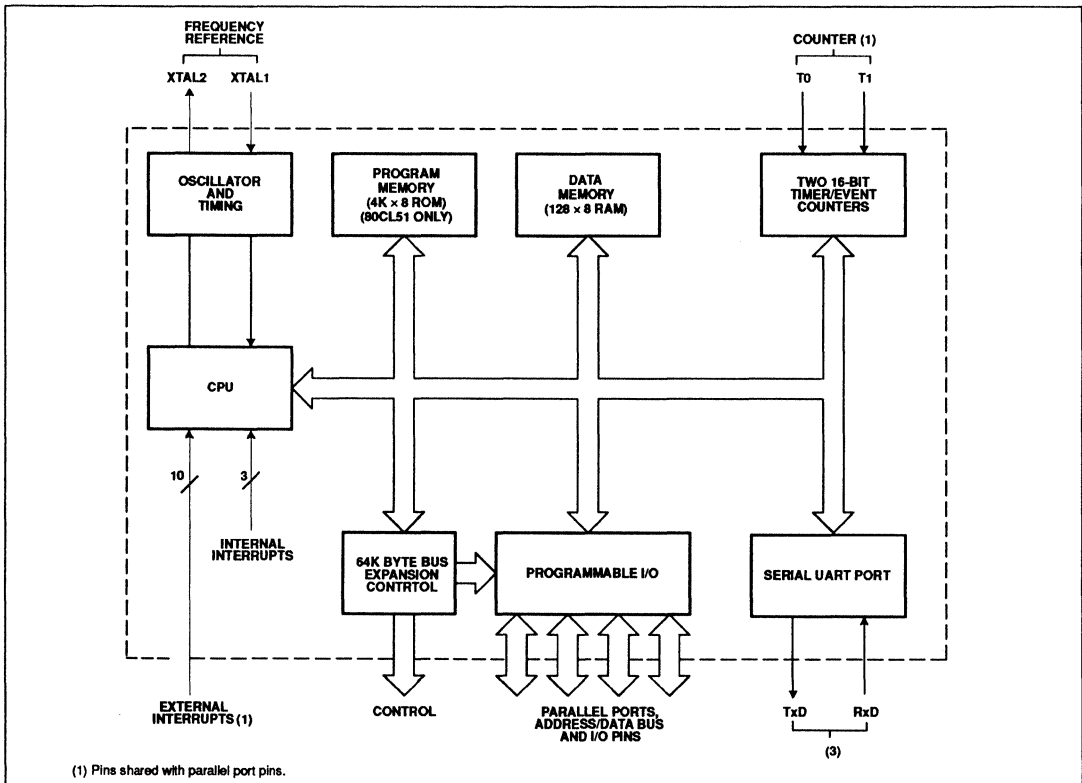 FREQUENCY
REFERENCE
XTAL2 XTAL1
COUNTER (1)
T0 T1
OSCILLATOR
AND
TIMING
PROGRAM
MEMORY
(4K × 8 ROM)
(80CL51 ONLY)
DATA
MEMORY
(128 × 8 RAM)
TWO 16-BIT
TIMER/EVENT
COUNTERS
CPU
10
3
INTERNAL
INTERRUPTS
64K BYTE BUS
EXPANSION
CONTRTOL
PROGRAMMABLE I/O
SERIAL UART PORT
EXTERNAL
INTERRUPTS (1)
CONTROL
PARALLEL PORTS,
ADDRESS/DATA BUS
AND I/O PINS
TxD RxD
(3)
(1) Pins shared with parallel port pins.